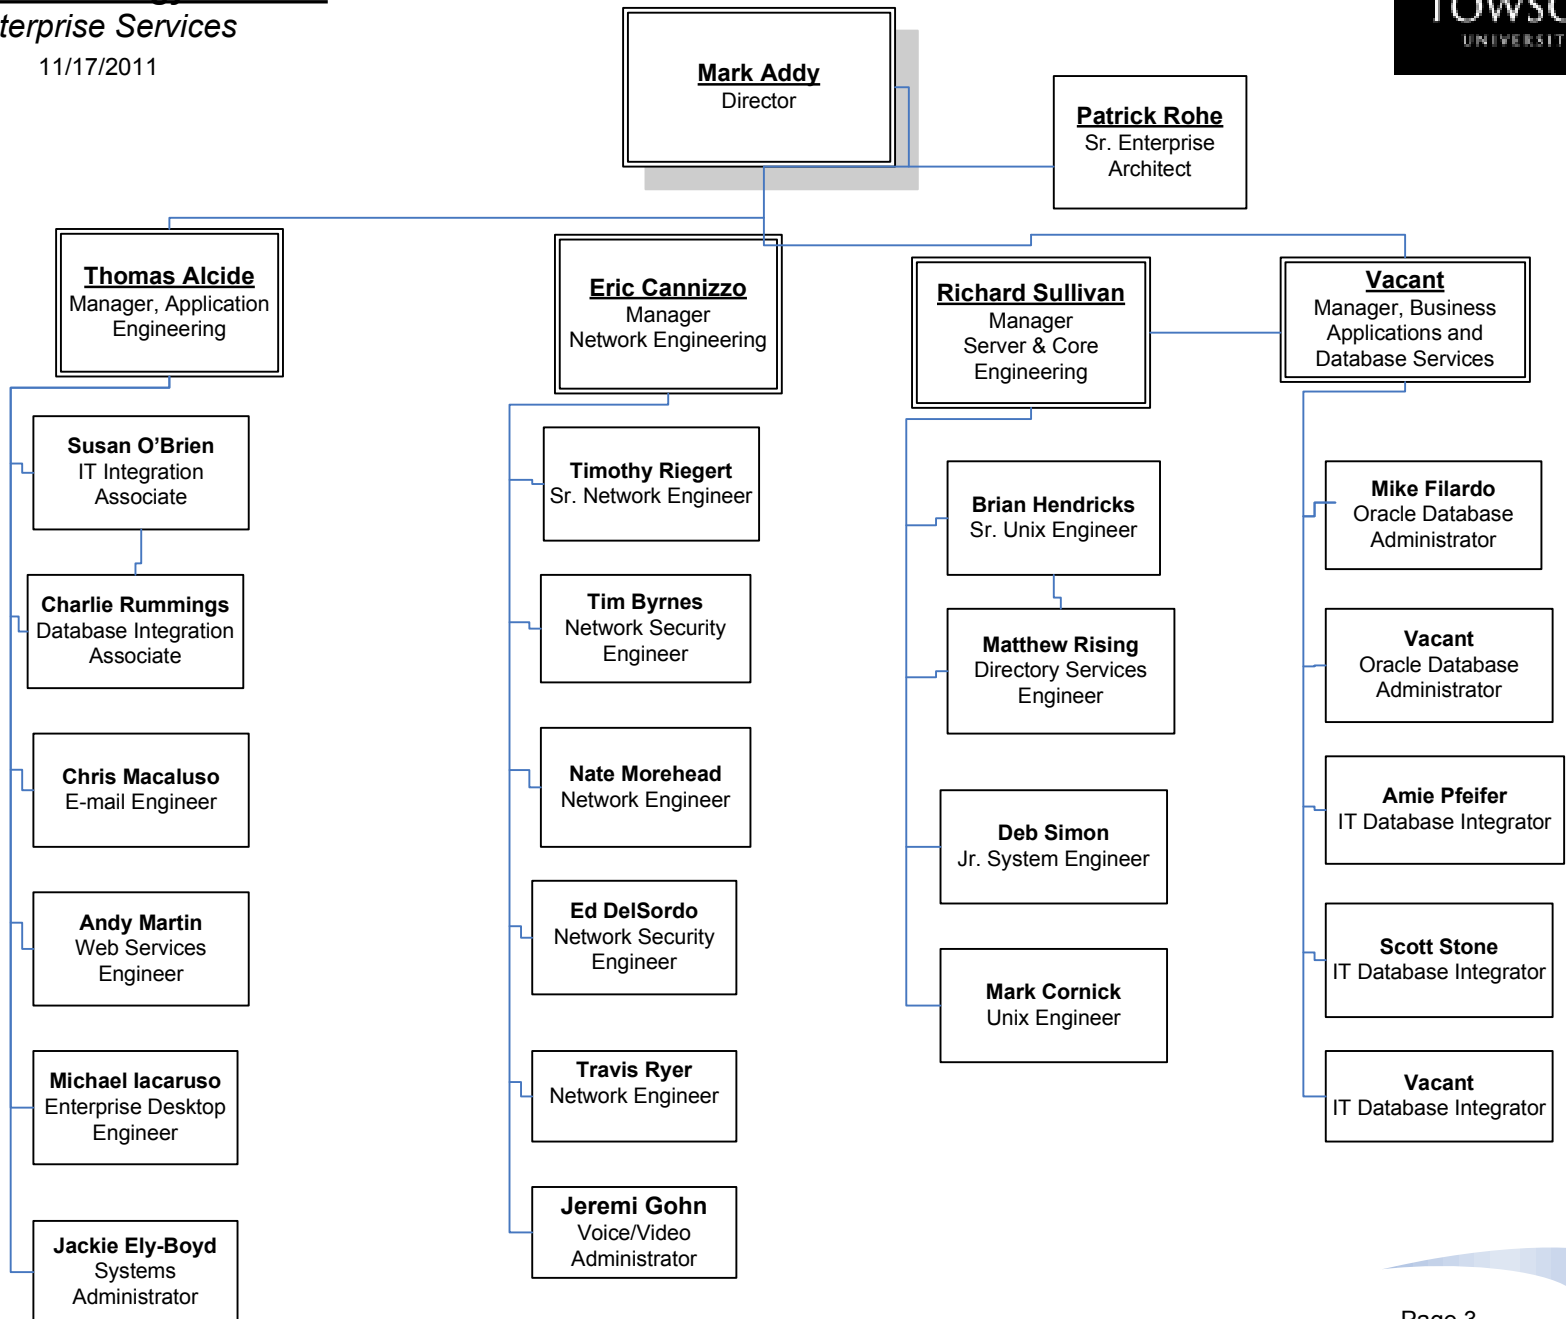 Services
11/17/2011
UNIVERSIT
Mark Addy
Director
Patrick Rohe
Sr. Enterprise
Architect
Thomas Alcide
Manager, Application
Engineering
Eric Cannizzo
Manager
Network Engineering
Richard Sullivan
Manager
Server & Core
Engineering
Vacant
Manager, Business
Applications and
Database Services
Susan O’Brien
IT Integration
Associate
Charlie Rummings
Database Integration
Associate
Chris Macaluso
E-mail Engineer
Andy Martin
Web Services
Engineer
Michael Iacaruso
Enterprise Desktop
Engineer
Jackie Ely-Boyd
Systems
Administrator
Timothy Riegert
Sr. Network Engineer
Tim Byrnes
Network Security
Engineer
Nate Morehead
Network Engineer
Ed DelSordo
Network Security
Engineer
Travis Ryer
Network Engineer
Jeremi Gohn
Voice/Video
Administrator
Brian Hendricks
Sr. Unix Engineer
Matthew Rising
Directory Services
Engineer
Deb Simon
Jr. System Engineer
Mark Cornick
Unix Engineer
Mike Filardo
Oracle Database
Administrator
Vacant
Oracle Database
Administrator
Amie Pfeifer
IT Database Integrator
Scott Stone
IT Database Integrator
Vacant
IT Database Integrator
Page 3